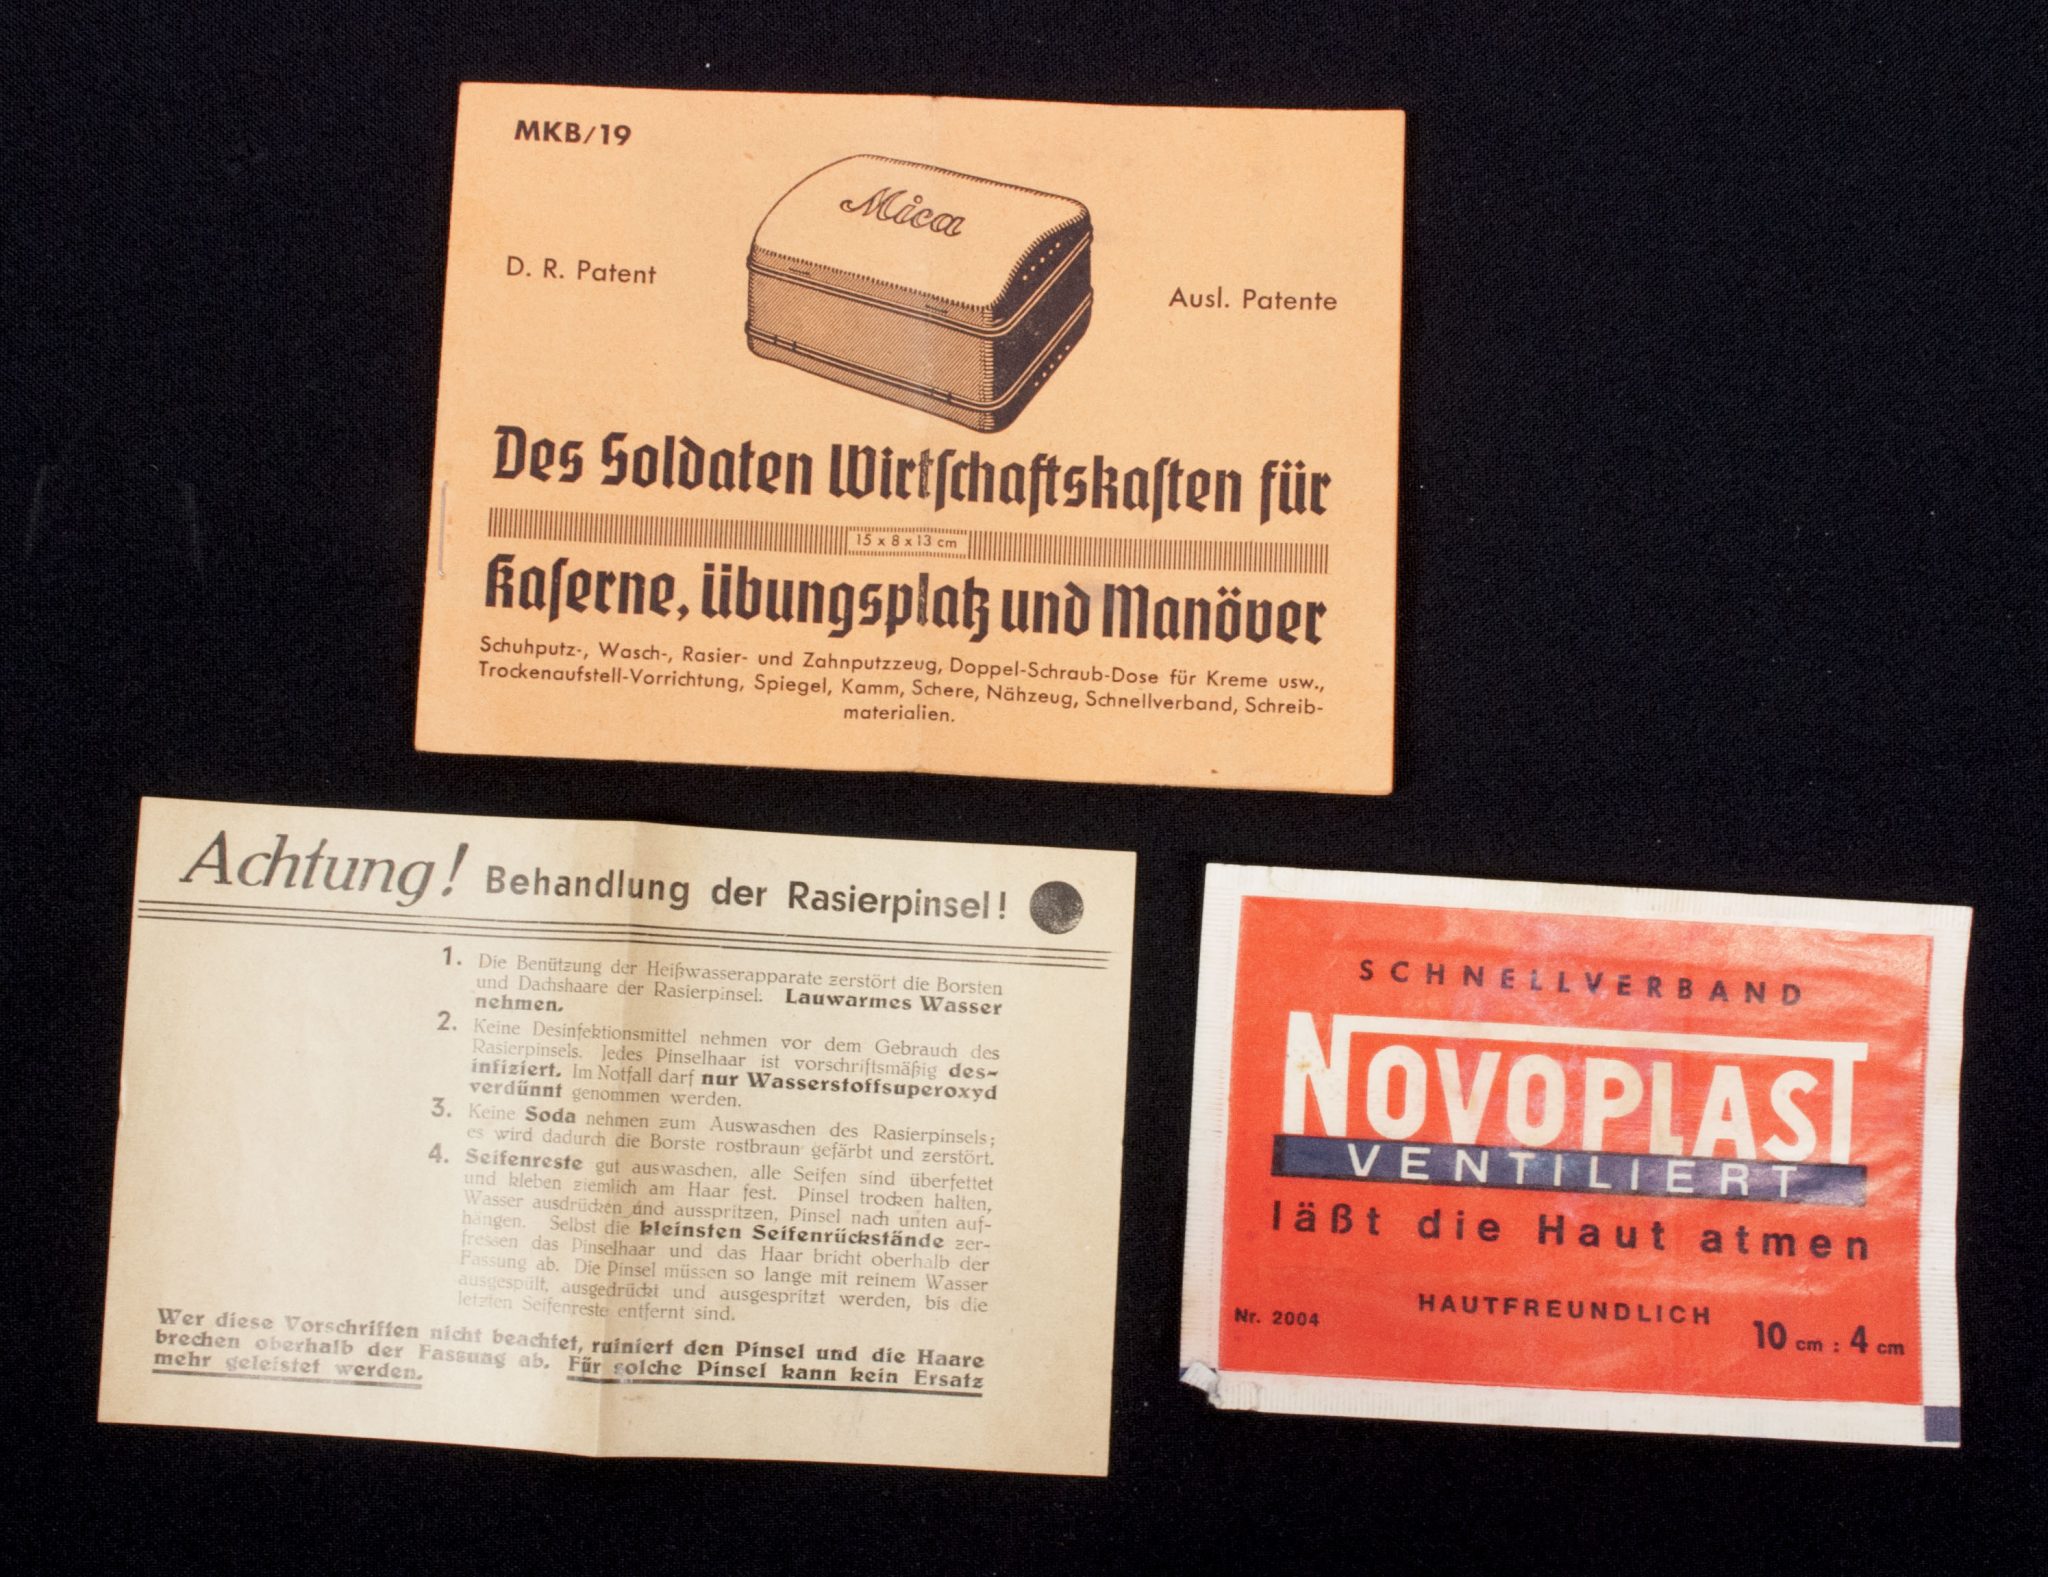 MKB/19
Mica
D. R. Patent
Ausl. Patente
Des Soldaten Wirtſchaftskaſten für
15 x 8 x 13 cm
Kaſerne, Übungsplatz und Manöver
Schuhputz-, Wasch-, Rasier- und Zahnputzzeug, Doppel-Schraub-Dose für Kreme usw.,
Trockenaufstell-Vorrichtung, Spiegel, Kamm, Schere, Nähzeug, Schnellverband, Schreib-
materialien.
Achtung! Behandlung der Rasierpinsel!
1. Die Benützung der Heißwasserapparate zerstört die Borsten
und Dachshaare der Rasierpinsel. Lauwarmes Wasser
nehmen.
2. Keine Desinfektionsmittel nehmen vor dem Gebrauch des
Rasierpinsels. Jedes Pinselhaar ist vorschriftsmäßig des-
infiziert. Im Notfall darf nur Wasserstoffsuperoxyd
verdünnt genommen werden.
3. Keine Soda nehmen zum Auswaschen des Rasierpinsels;
es wird dadurch die Borste rostbraun gefärbt und zerstört.
4. Seifenreste gut auswaschen, alle Seifen sind überfettet
und kleben ziemlich am Haar fest. Pinsel trocken halten,
Wasser ausdrücken und ausspritzen, Pinsel nach unten auf-
hängen. Selbst die kleinsten Seifenrückstände zer-
fressen das Pinselhaar und das Haar bricht oberhalb der
Fassung ab. Die Pinsel müssen so lange mit reinem Wasser
ausgespült, ausgedrückt und ausgespritzt werden, bis die
letzten Seifenreste entfernt sind.
Wer diese Vorschriften nicht beachtet, ruiniert den Pinsel und die Haare
brechen oberhalb der Fassung ab. Für solche Pinsel kann kein Ersatz
mehr geleistet werden.
SCHNELLVERBAND
NOVOPLAST
VENTILIERT
läßt die Haut atmen
HAUTFREUNDLICH
Nr. 2004
10 cm : 4 cm